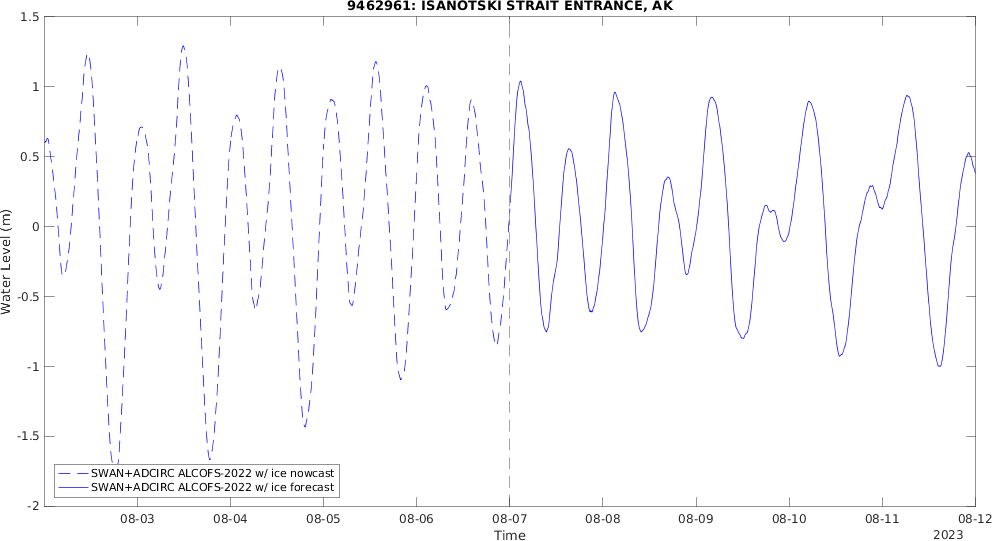 9462961: ISANOTSKI STRAIT ENTRANCE, AK
1.5
1
0.5
0
-0.5
-1
-1.5
-2
Water Level (m)
SWAN+ADCIRC ALCOFS-2022 w/ ice nowcast
SWAN+ADCIRC ALCOFS-2022 w/ ice forecast
08-03 08-04 08-05 08-06 08-07 08-08 08-09 08-10 08-11 08-12
Time
2023